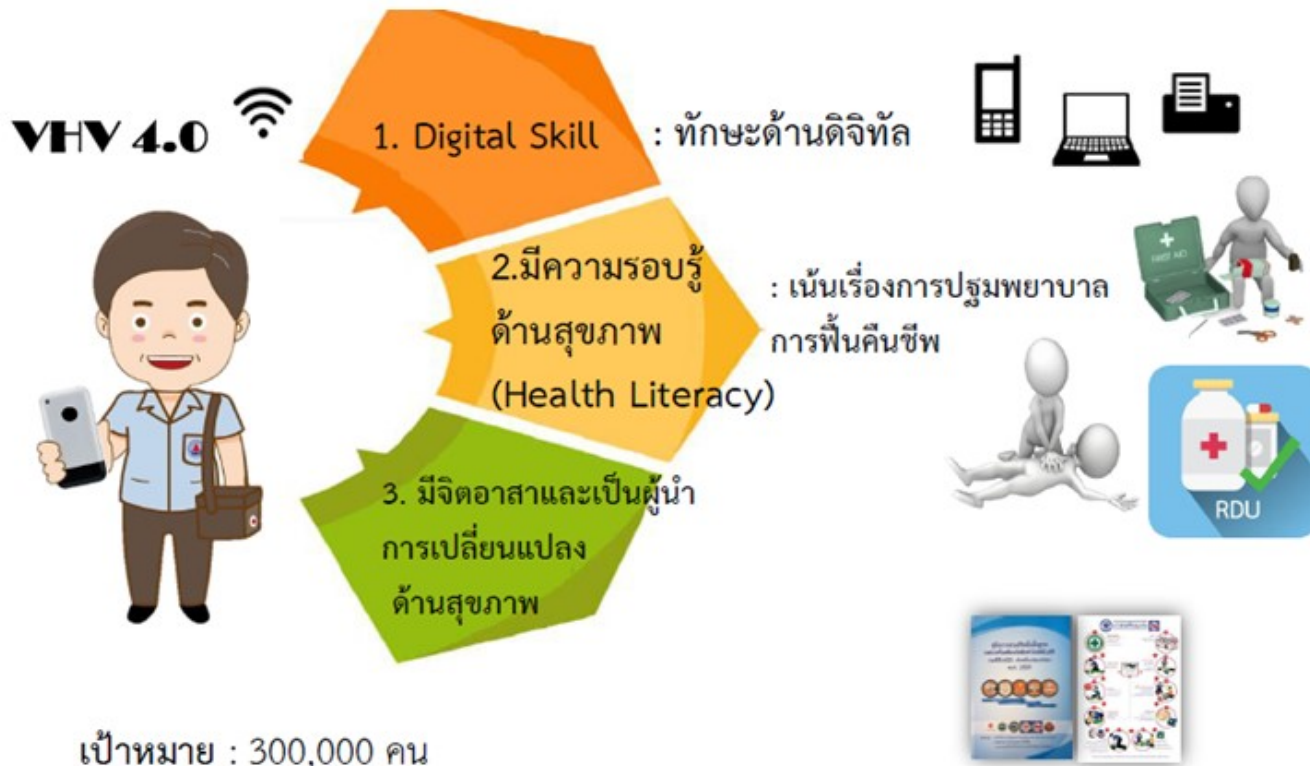 VHV 4.0
1. Digital Skill : ทักษะด้านดิจิทัล
2.มีความรอบรู้
ด้านสุขภาพ
(Health Literacy)
: เน้นเรื่องการปฐมพยาบาล
การฟื้นคืนชีพ
FIRST AID
RDU
3. มีจิตอาสาและเป็นผู้นำ
การเปลี่ยนแปลง
ด้านสุขภาพ
เป้าหมาย : 300,000 คน